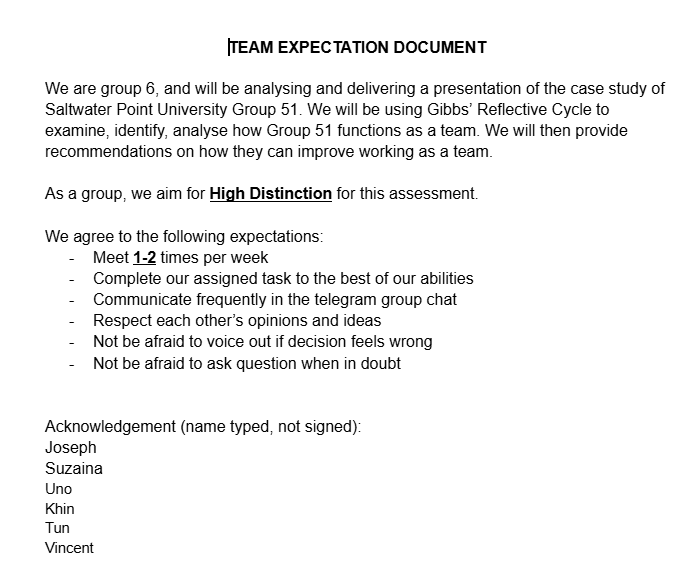 TEAM EXPECTATION DOCUMENT
We are group 6, and will be analysing and delivering a presentation of the case study of
Saltwater Point University Group 51. We will be using Gibbs’ Reflective Cycle to
examine, identify, analyse how Group 51 functions as a team. We will then provide
recommendations on how they can improve working as a team.
As a group, we aim for High Distinction for this assessment.
We agree to the following expectations:
- Meet 1-2 times per week
- Complete our assigned task to the best of our abilities
- Communicate frequently in the telegram group chat
- Respect each other’s opinions and ideas
- Not be afraid to voice out if decision feels wrong
- Not be afraid to ask question when in doubt
Acknowledgement (name typed, not signed):
Joseph
Suzaina
Uno
Khin
Tun
Vincent